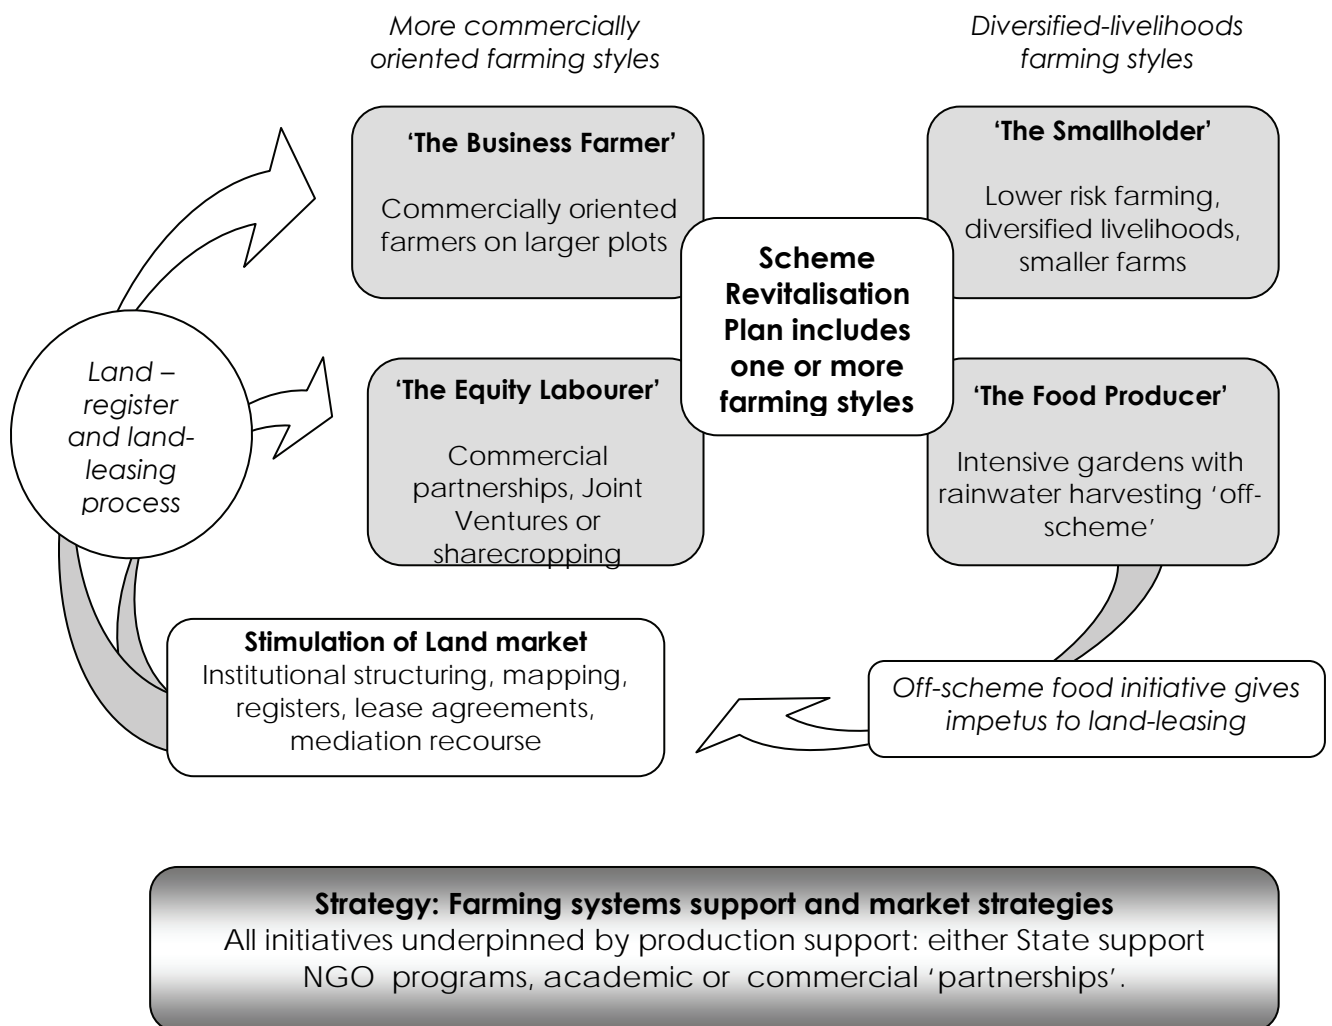 More commercially
oriented farming styles
Diversified-livelihoods
farming styles
‘The Business Farmer’
Commercially oriented
farmers on larger plots
‘The Smallholder’
Lower risk farming,
diversified livelihoods,
smaller farms
Scheme
Revitalisation
Plan includes
one or more
farming styles
Land –
register
and land-
leasing
process
‘The Equity Labourer’
Commercial
partnerships, Joint
Ventures or
sharecropping
‘The Food Producer’
Intensive gardens with
rainwater harvesting ‘off-
scheme’
Stimulation of Land market
Institutional structuring, mapping,
registers, lease agreements,
mediation recourse
Off-scheme food initiative gives
impetus to land-leasing
Strategy: Farming systems support and market strategies
All initiatives underpinned by production support: either State support
NGO programs, academic or commercial ‘partnerships’.